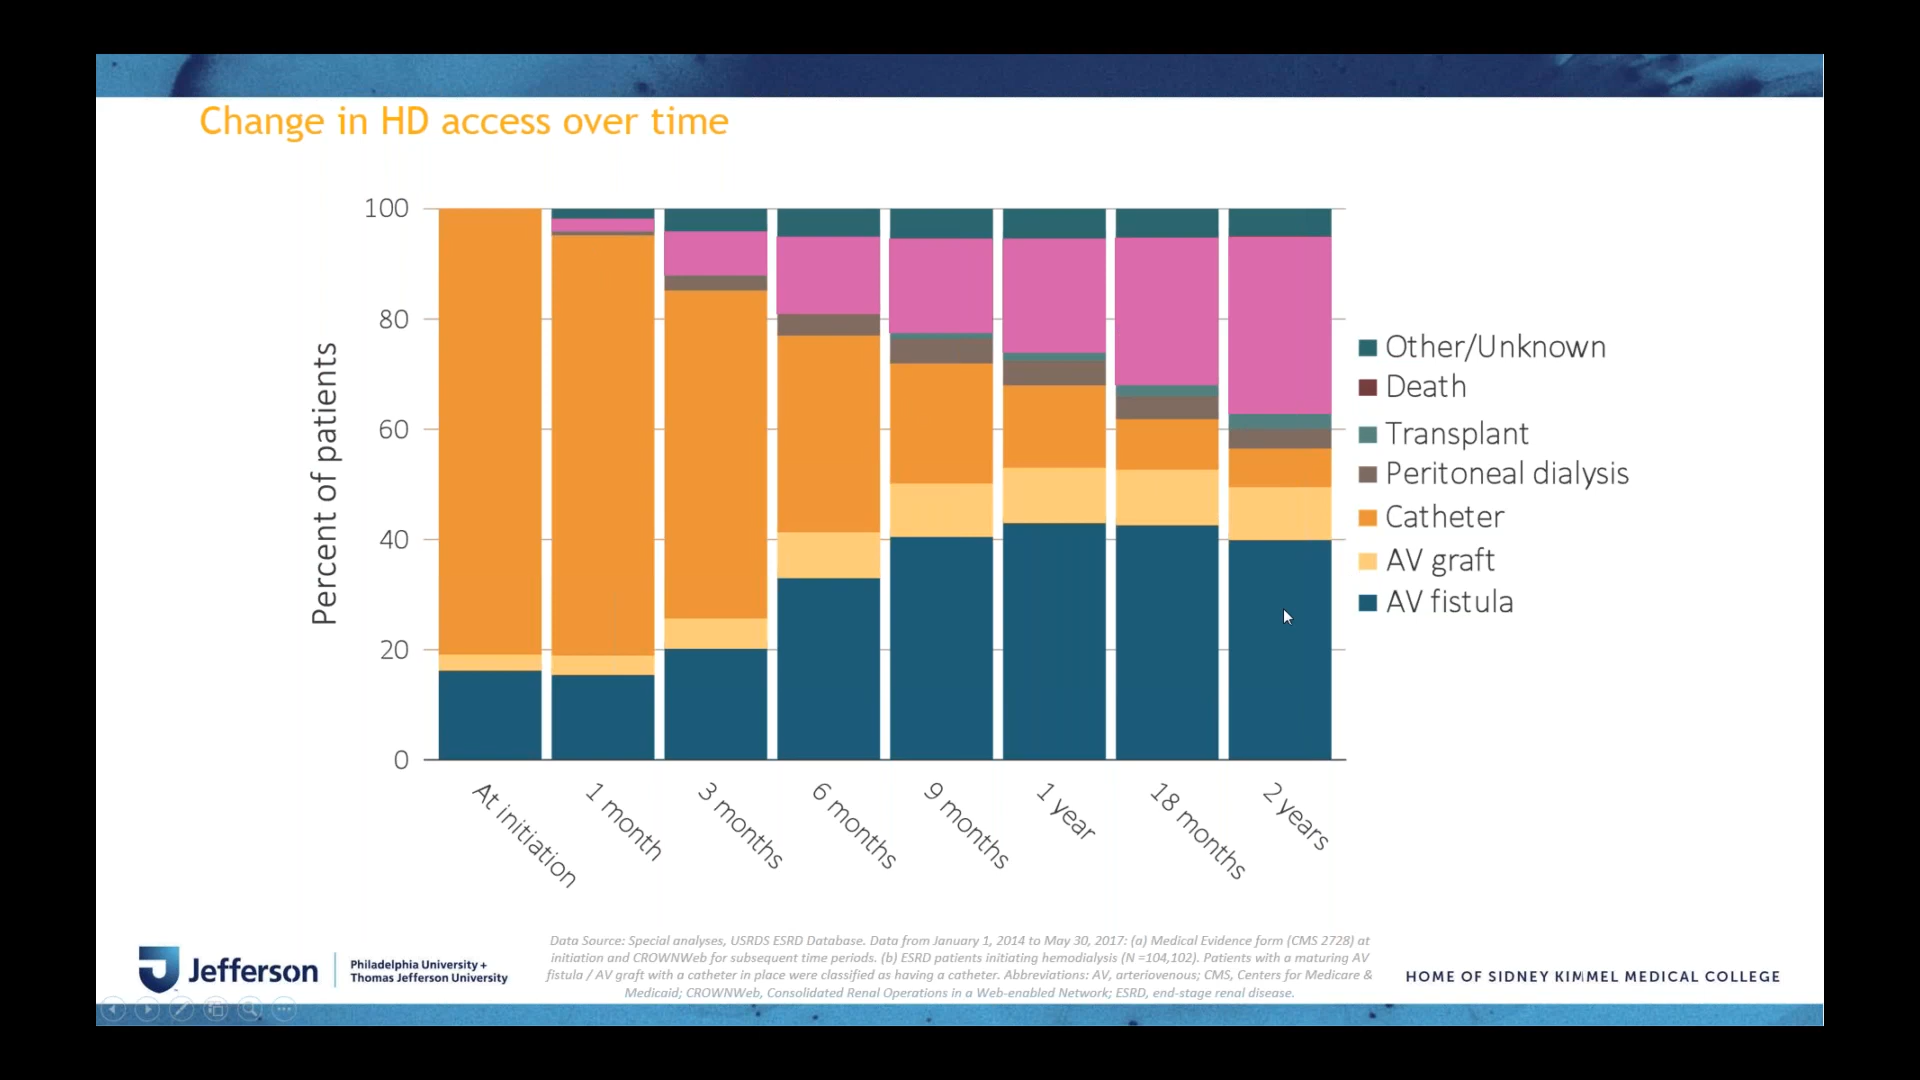 Change in HD access over time
Percent of patients
100
80
60
40
20
0
At initiation
1 month
3 months
6 months
9 months
1 year
18 months
2 years
Other/Unknown
Death
Transplant
Peritoneal dialysis
Catheter
AV graft
AV fistula
Jefferson
Philadelphia University +
Thomas Jefferson University
Data Source: Special analyses, USRDS ESRD Database. Data from January 1, 2014 to May 30, 2017: (a) Medical Evidence form (CMS 2728) at
initiation and CROWNWeb for subsequent time periods. (b) ESRD patients initiating hemodialysis (N =104,102). Patients with a maturing AV
fistula / AV graft with a catheter in place were classified as having a catheter. Abbreviations: AV, arteriovenous; CMS, Centers for Medicare &
Medicaid; CROWNWeb, Consolidated Renal Operations in a Web-enabled Network; ESRD, end-stage renal disease.
HOME OF SIDNEY KIMMEL MEDICAL COLLEGE